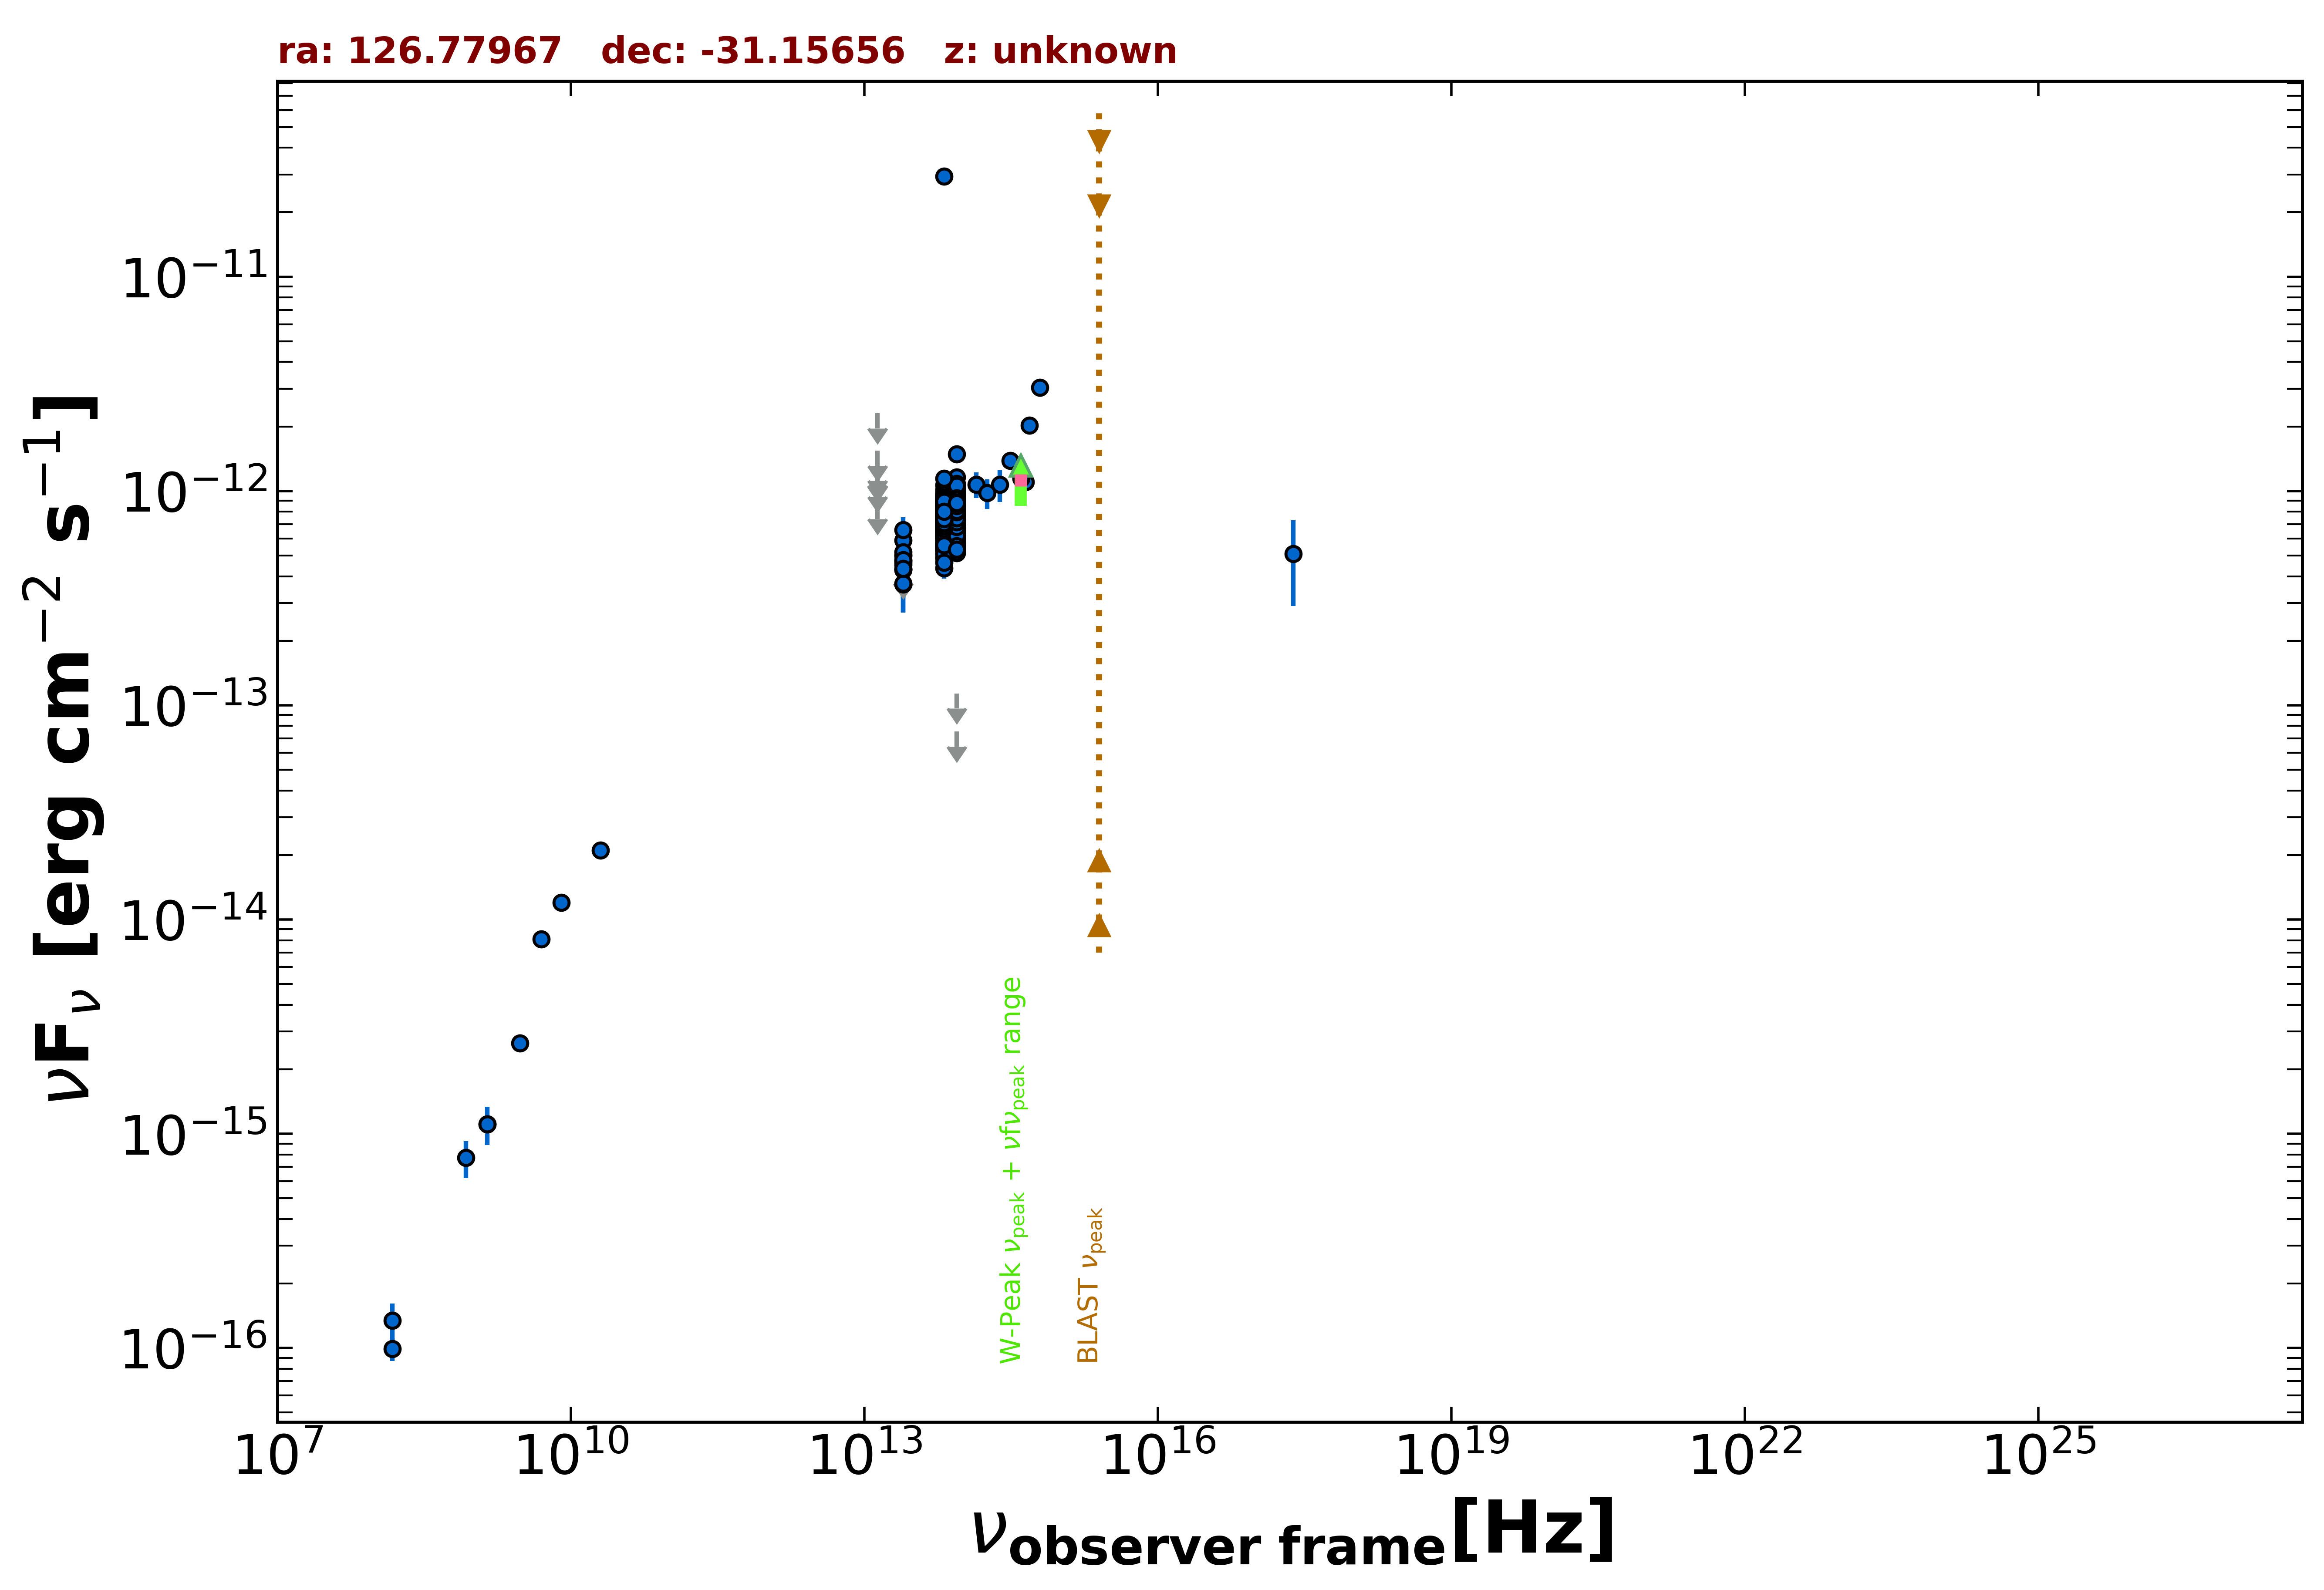 ra: 126.77967   dec: -31.15656   z: unknown
10⁻¹¹
10⁻¹²
10⁻¹³
10⁻¹⁴
10⁻¹⁵
10⁻¹⁶
νFν [erg cm⁻² s⁻¹]
W-Peak νpeak + νfνpeak range
BLAST νpeak
10⁷ 10¹⁰ 10¹³ 10¹⁶ 10¹⁹ 10²² 10²⁵
νobserver frame[Hz]